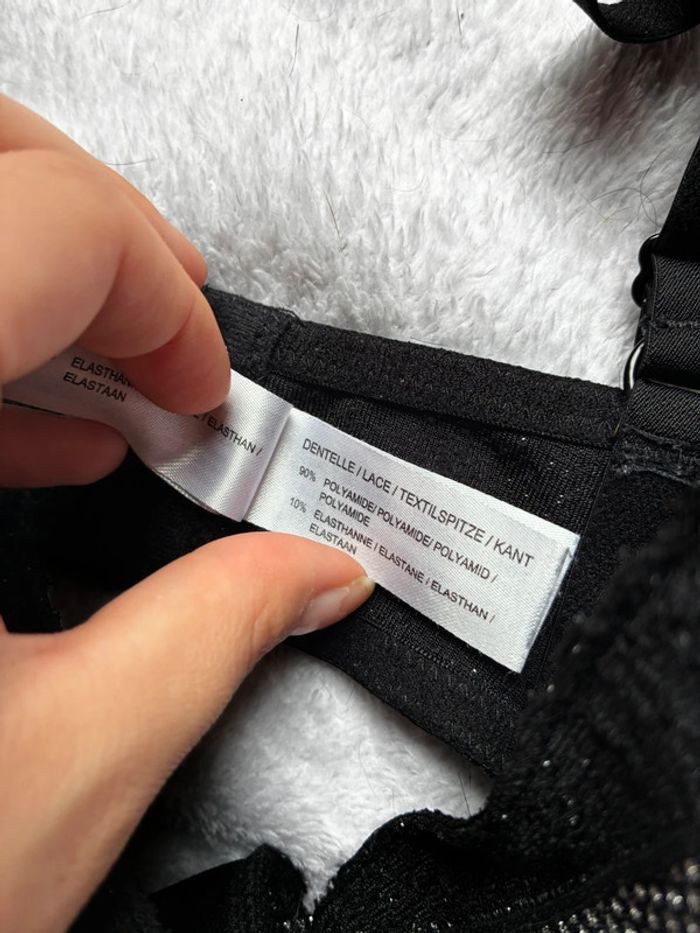 ELASTHAN
ELASTAAN
/ ELASTHAN /
DENTELLE / LACE / TEXTILSPITZE / KANT
90% POLYAMIDE/ POLYAMIDE/ POLYAMID /
POLYAMIDE
10% ELASTHANNE / ELASTANE / ELASTHAN /
ELASTAAN